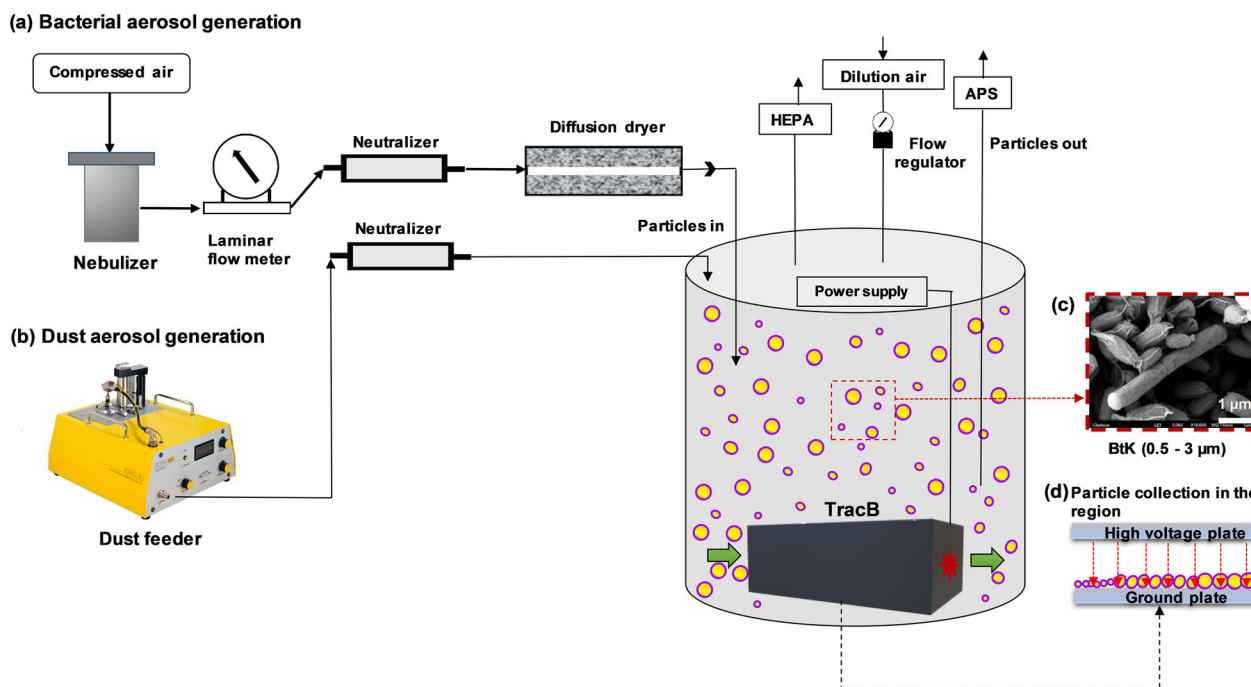 (a) Bacterial aerosol generation
Compressed air
Nebulizer
Laminar
flow meter
Neutralizer
Diffusion dryer
Neutralizer
Particles in
HEPA
Dilution air
Flow
regulator
APS
Particles out
Power supply
(b) Dust aerosol generation
Dust feeder
TracB
(c)
1 µm
BtK (0.5 - 3 µm)
(d) Particle collection in the
region
High voltage plate
Ground plate